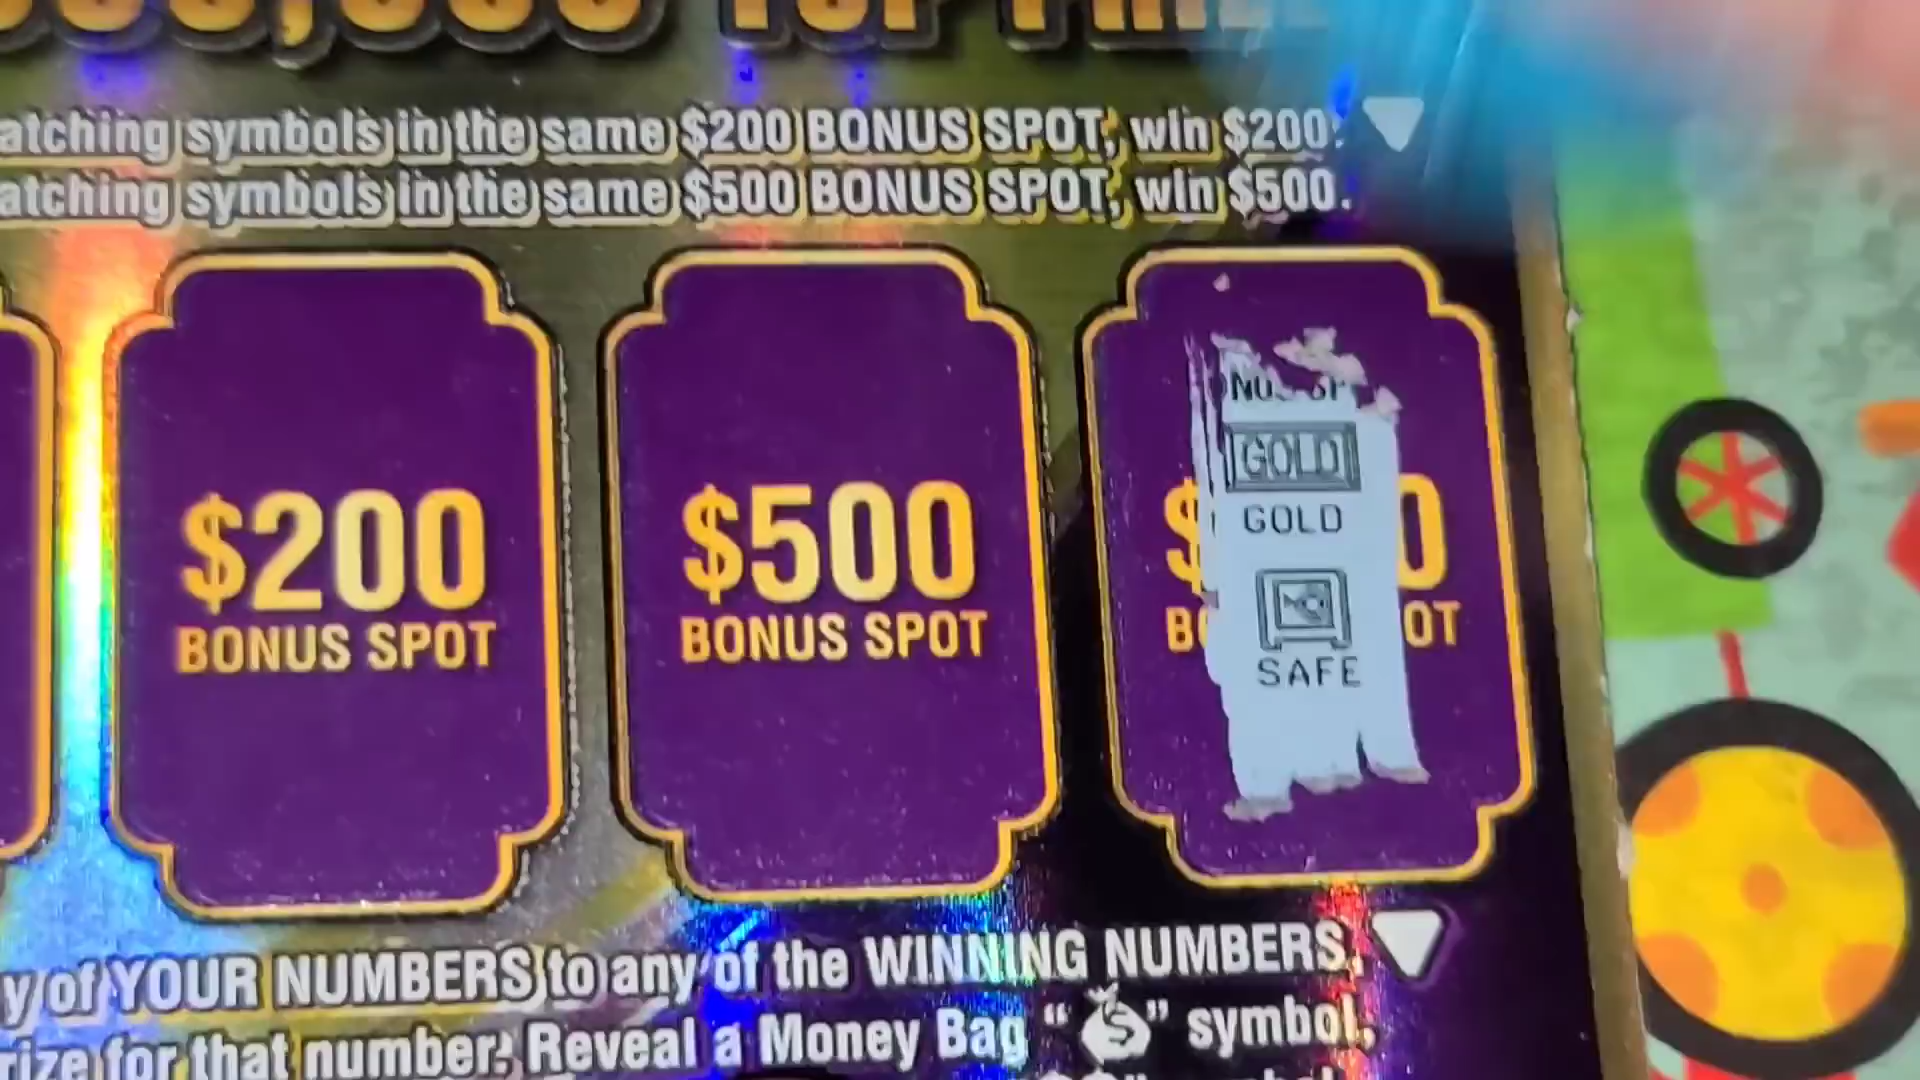 TOP PRIZE
atching symbols in the same $200 BONUS SPOT, win $200.
atching symbols in the same $500 BONUS SPOT, win $500.
$200
BONUS SPOT
$500
BONUS SPOT
GOLD
GOLD
SAFE
y of YOUR NUMBERS to any of the WINNING NUMBERS,
rize for that number. Reveal a Money Bag “ ” symbol,